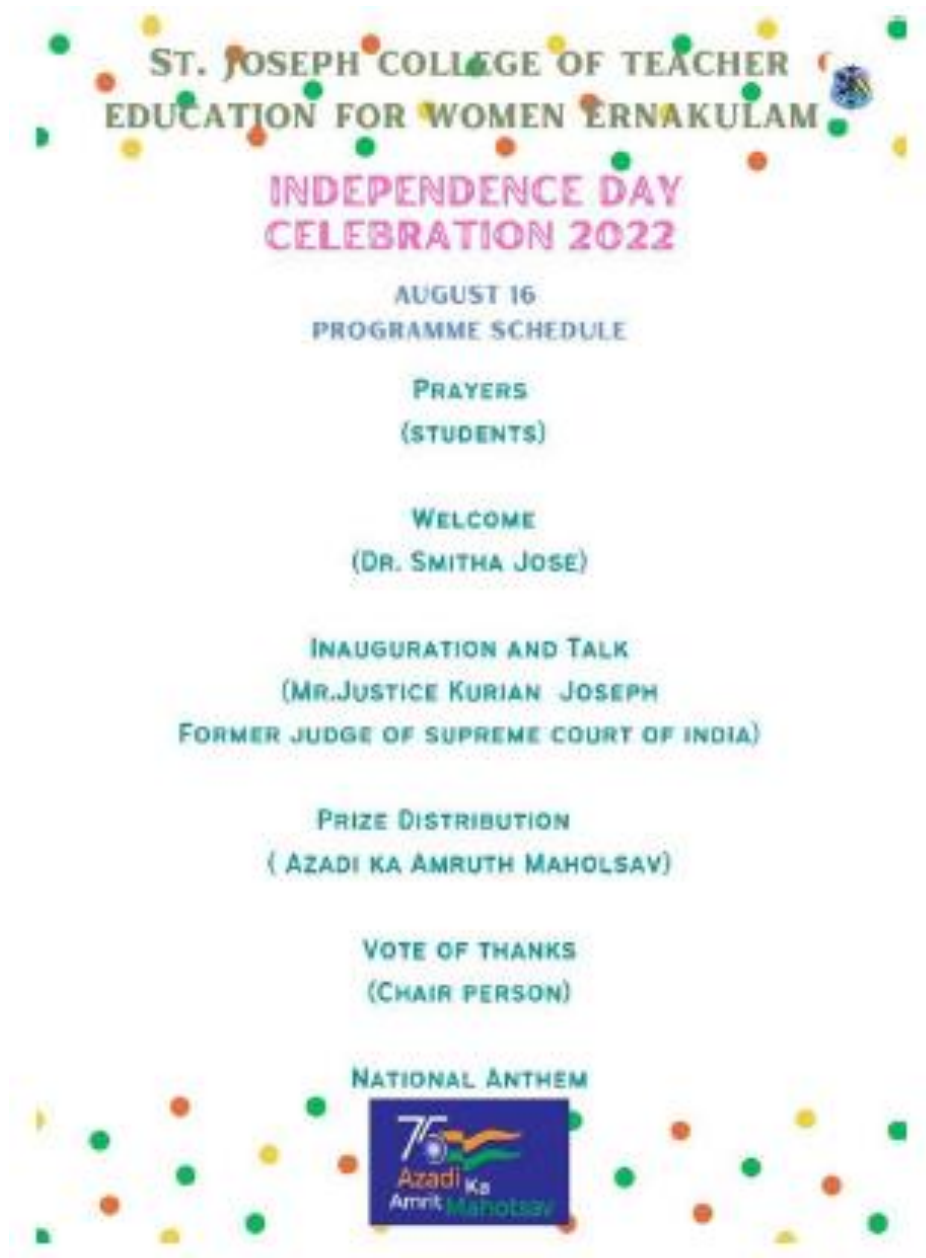 ST. JOSEPH COLLEGE OF TEACHER
EDUCATION FOR WOMEN ERNAKULAM
INDEPENDENCE DAY
CELEBRATION 2022
AUGUST 16
PROGRAMME SCHEDULE
PRAYERS
(STUDENTS)
WELCOME
(DR. SMITHA JOSE)
INAUGURATION AND TALK
(MR.JUSTICE KURIAN JOSEPH
FORMER JUDGE OF SUPREME COURT OF INDIA)
PRIZE DISTRIBUTION
( AZADI KA AMRUTH MAHOLSAV)
VOTE OF THANKS
(CHAIR PERSON)
NATIONAL ANTHEM
75
Azadi Ka
Amrit Mahotsav